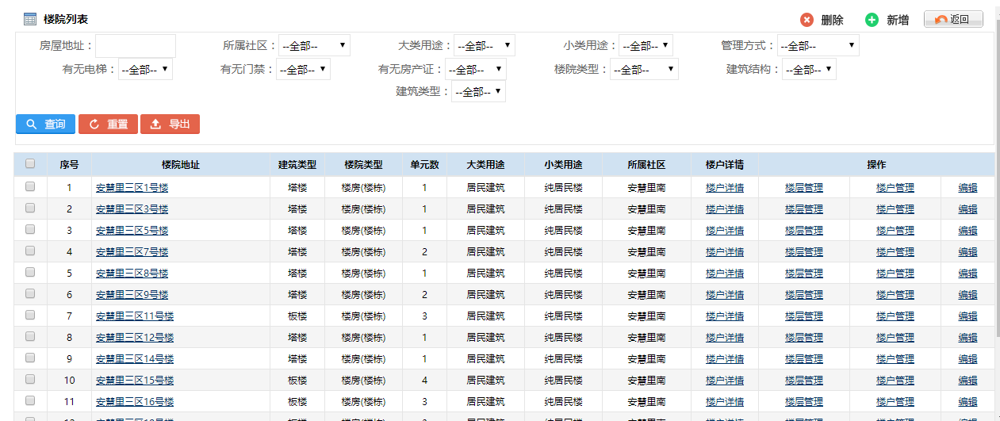 楼院列表 删除 新增 返回
房屋地址： 所属社区： --全部-- 大类用途： --全部-- 小类用途： --全部-- 管理方式： --全部--
有无电梯： --全部-- 有无门禁： --全部-- 有无房产证： --全部-- 楼院类型： --全部-- 建筑结构： --全部--
建筑类型： --全部--
查询 重置 导出
序号 楼院地址 建筑类型 楼院类型 单元数 大类用途 小类用途 所属社区 楼户详情 操作
1 安慧里三区1号楼 塔楼 楼房(楼栋) 1 居民建筑 纯居民楼 安慧里南 楼户详情 楼层管理 楼户管理 编辑
2 安慧里三区3号楼 塔楼 楼房(楼栋) 1 居民建筑 纯居民楼 安慧里南 楼户详情 楼层管理 楼户管理 编辑
3 安慧里三区5号楼 塔楼 楼房(楼栋) 1 居民建筑 纯居民楼 安慧里南 楼户详情 楼层管理 楼户管理 编辑
4 安慧里三区7号楼 塔楼 楼房(楼栋) 2 居民建筑 纯居民楼 安慧里南 楼户详情 楼层管理 楼户管理 编辑
5 安慧里三区8号楼 塔楼 楼房(楼栋) 1 居民建筑 纯居民楼 安慧里南 楼户详情 楼层管理 楼户管理 编辑
6 安慧里三区9号楼 塔楼 楼房(楼栋) 2 居民建筑 纯居民楼 安慧里南 楼户详情 楼层管理 楼户管理 编辑
7 安慧里三区11号楼 板楼 楼房(楼栋) 3 居民建筑 纯居民楼 安慧里南 楼户详情 楼层管理 楼户管理 编辑
8 安慧里三区12号楼 塔楼 楼房(楼栋) 1 居民建筑 纯居民楼 安慧里南 楼户详情 楼层管理 楼户管理 编辑
9 安慧里三区14号楼 塔楼 楼房(楼栋) 1 居民建筑 纯居民楼 安慧里南 楼户详情 楼层管理 楼户管理 编辑
10 安慧里三区15号楼 板楼 楼房(楼栋) 4 居民建筑 纯居民楼 安慧里南 楼户详情 楼层管理 楼户管理 编辑
11 安慧里三区16号楼 板楼 楼房(楼栋) 3 居民建筑 纯居民楼 安慧里南 楼户详情 楼层管理 楼户管理 编辑